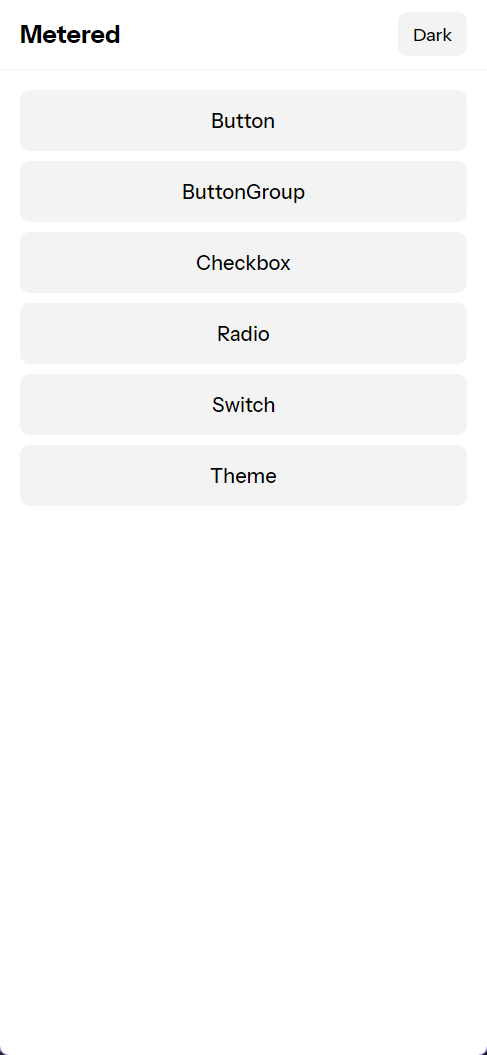 Metered
Dark
Button
ButtonGroup
Checkbox
Radio
Switch
Theme